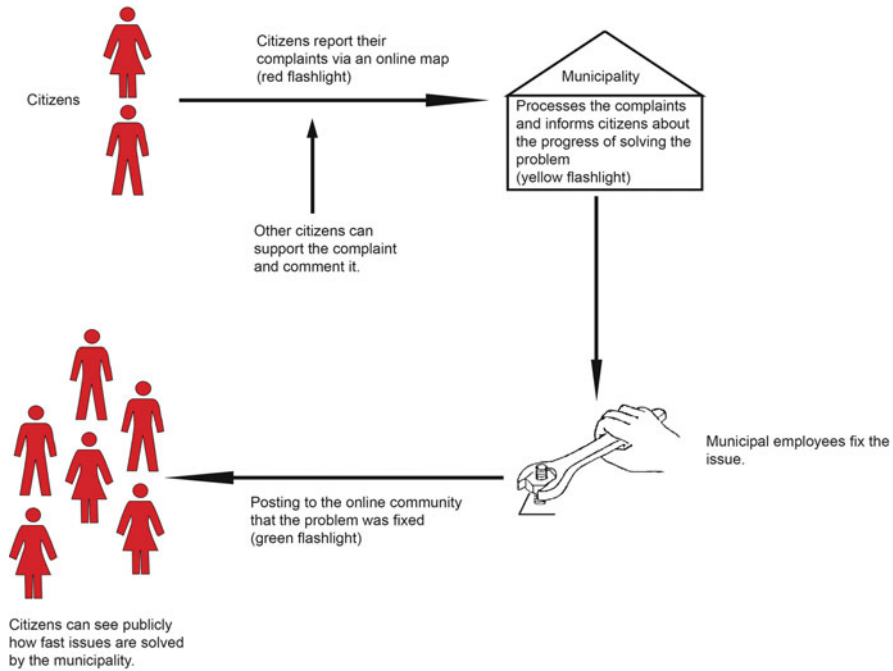 Citizens
Citizens report their
complaints via an online map
(red flashlight)
Other citizens can
support the complaint
and comment it.
Municipality
Processes the complaints
and informs citizens about
the progress of solving the
problem
(yellow flashlight)
Municipal employees fix the
issue.
Posting to the online community
that the problem was fixed
(green flashlight)
Citizens can see publicly
how fast issues are solved
by the municipality.